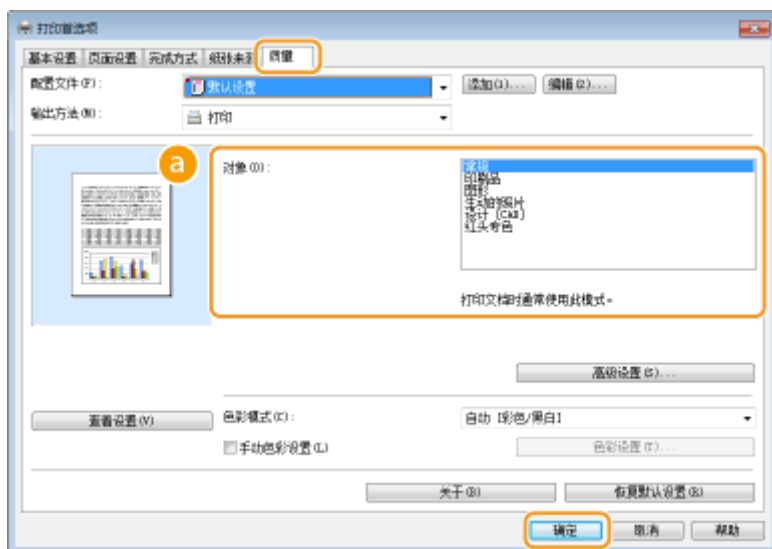 打印首选项
基本设置 页面设置 完成方式 纸张来源 质量
配置文件(F): 默认设置 添加(1)... 编辑(2)...
输出方法(M): 打印
a
对象(O): 常规
印刷品
图形
生动的照片
设计 [CAD]
红头专色
打印文档时通常使用此模式。
高级设置(S)...
查看设置(V) 色彩模式(C): 自动 [彩色/黑白]
手动色彩设置(L) 色彩设置(T)...
关于(B) 恢复默认设置(R)
确定 取消 帮助